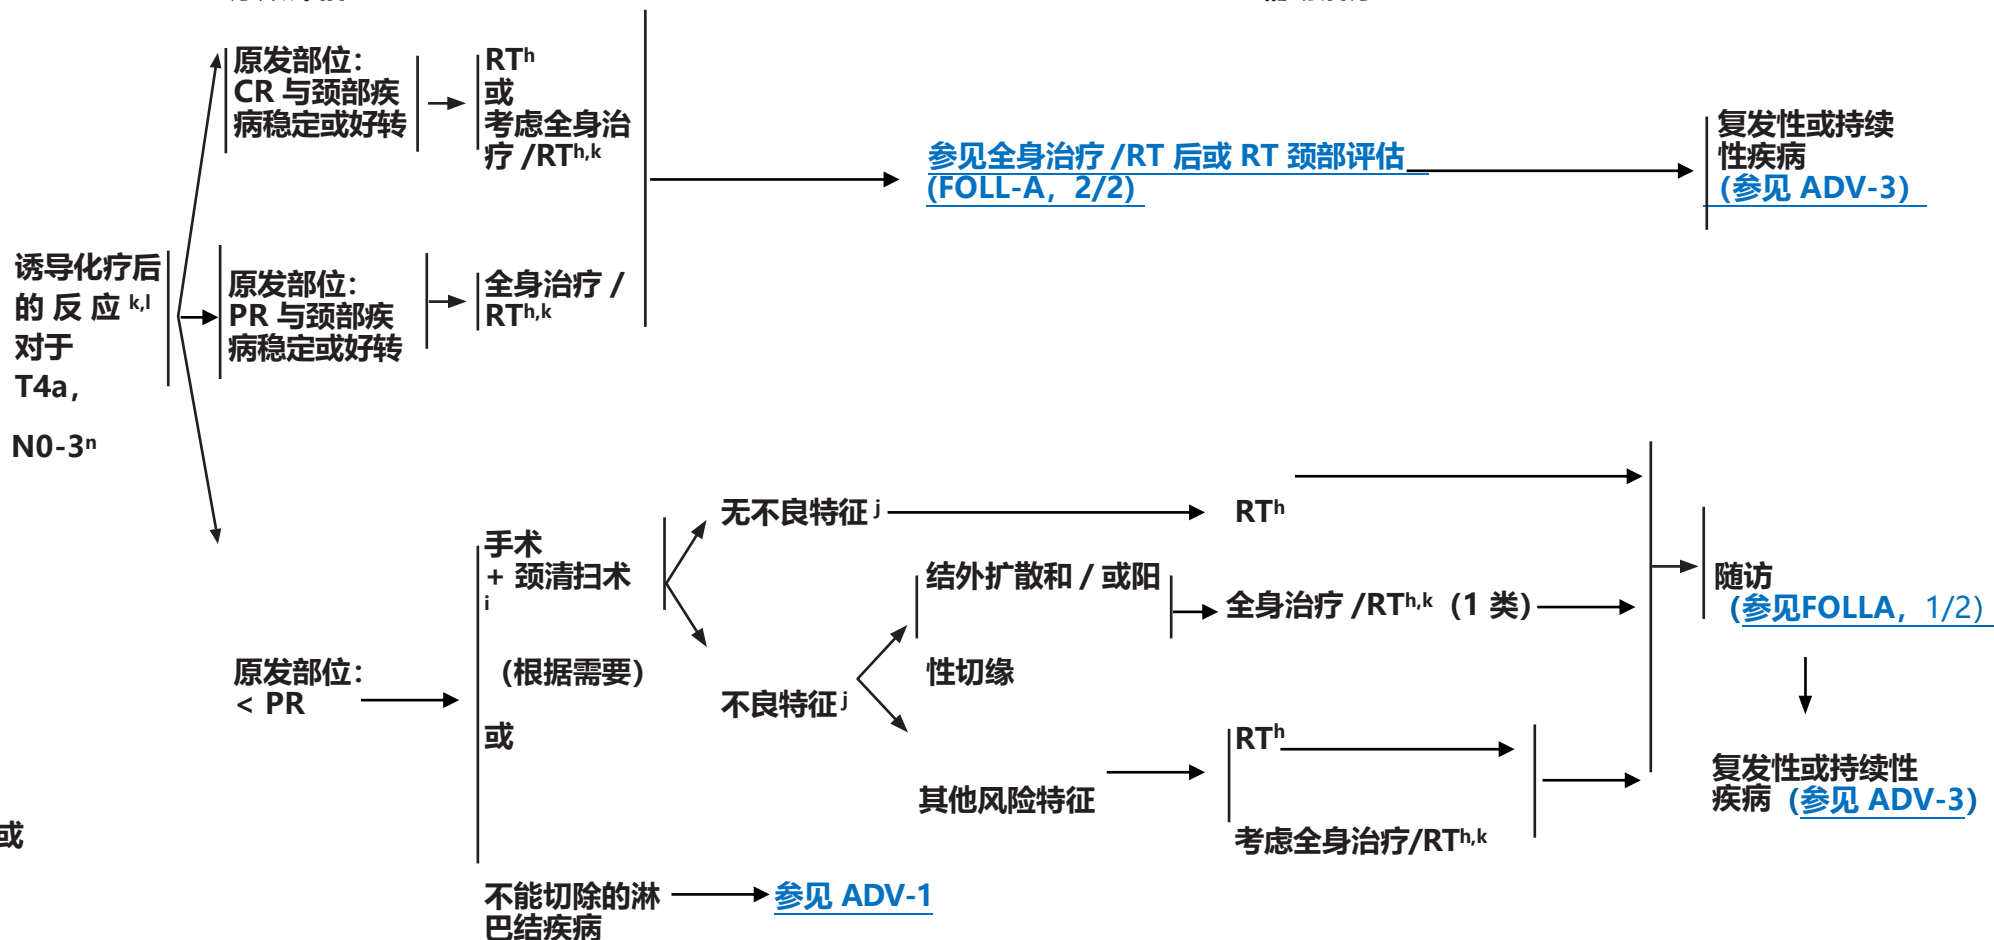 原发部位：
CR 与颈部疾
病稳定或好转
RTh
或
考虑全身治
疗 /RTh,k
参见全身治疗 /RT 后或 RT 颈部评估
(FOLL-A，2/2)
复发性或持续
性疾病
（参见 ADV-3）
诱导化疗后
的 反 应 k,l
对于
T4a，
N0-3n
原发部位：
PR 与颈部疾
病稳定或好转
全身治疗 /
RTh,k
原发部位：
< PR
手术
+ 颈清扫术
i
（根据需要）
或
不能切除的淋
巴结疾病
参见 ADV-1
无不良特征 j
RTh
不良特征 j
结外扩散和 / 或阳
性切缘
全身治疗 /RTh,k（1 类）
其他风险特征
RTh
考虑全身治疗/RTh,k
随访
（参见FOLLA，1/2）
复发性或持续性
疾病（参见 ADV-3）
或